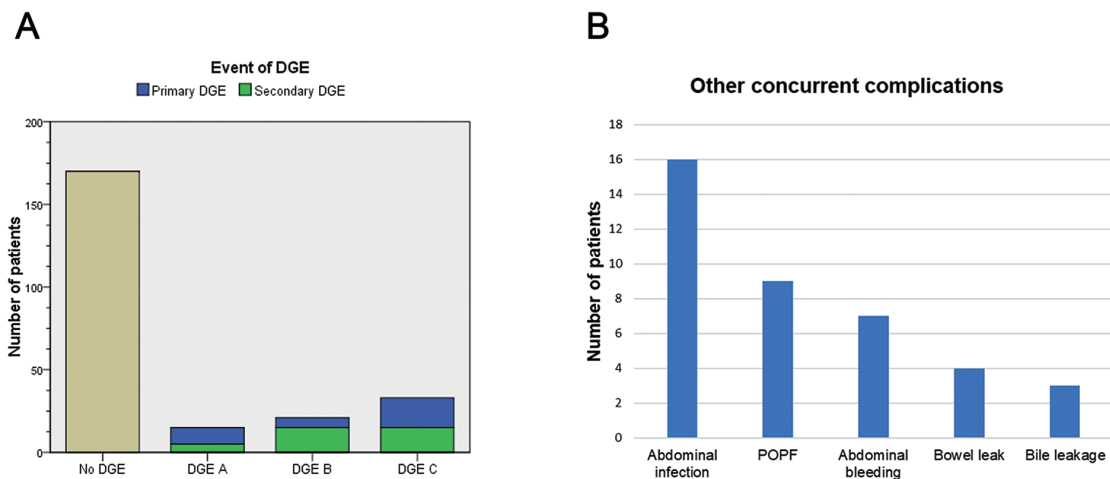 A
Event of DGE
Primary DGE Secondary DGE
Number of patients
200
150
100
50
0
No DGE DGE A DGE B DGE C
B
Other concurrent complications
Number of patients
18
16
14
12
10
8
6
4
2
0
Abdominal infection
POPF
Abdominal bleeding
Bowel leak
Bile leakage